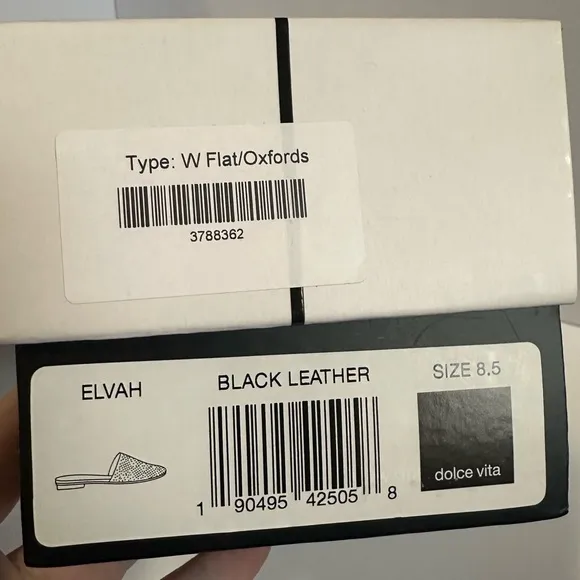 Type: W Flat/Oxfords
3788362
ELVAH
BLACK LEATHER
SIZE 8.5
dolce vita
1 90495 42505 8